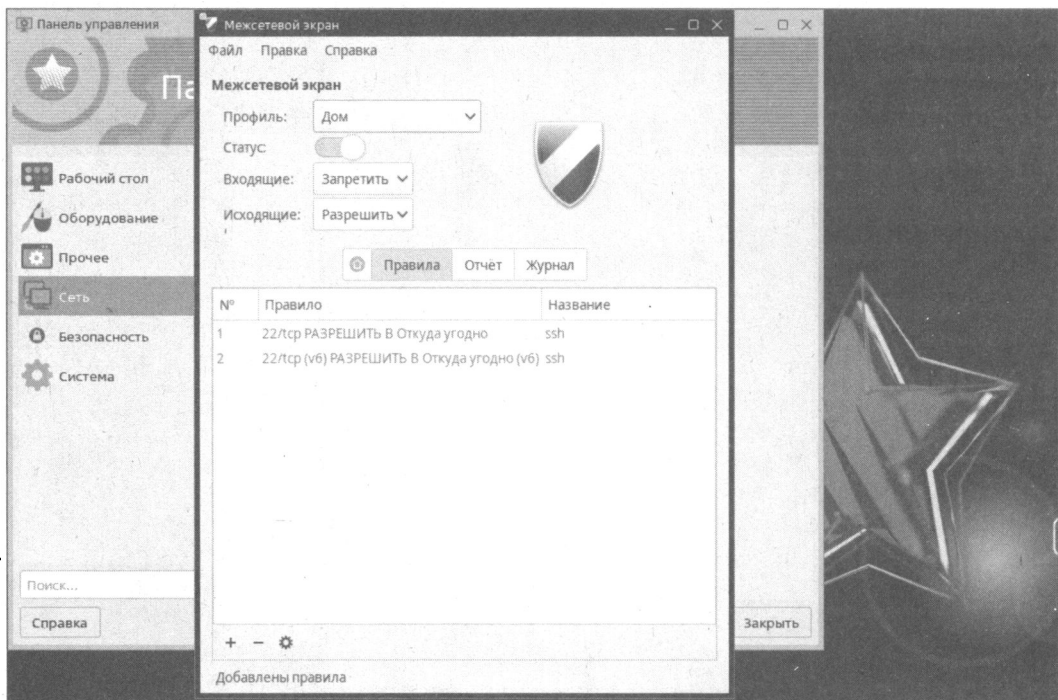 Панель управления
Межсетевой экран
Файл Правка Справка
Межсетевой экран
Па
Профиль: Дом
Статус:
Входящие: Запретить
Исходящие: Разрешить
Рабочий стол
Оборудование
Прочее
Сеть
Безопасность
Система
Поиск...
Справка
Правила Отчёт Журнал
№ Правило Название
1 22/tcp РАЗРЕШИТЬ В Откуда угодно ssh
2 22/tcp (v6) РАЗРЕШИТЬ В Откуда угодно (v6) ssh
Добавлены правила
Закрыть